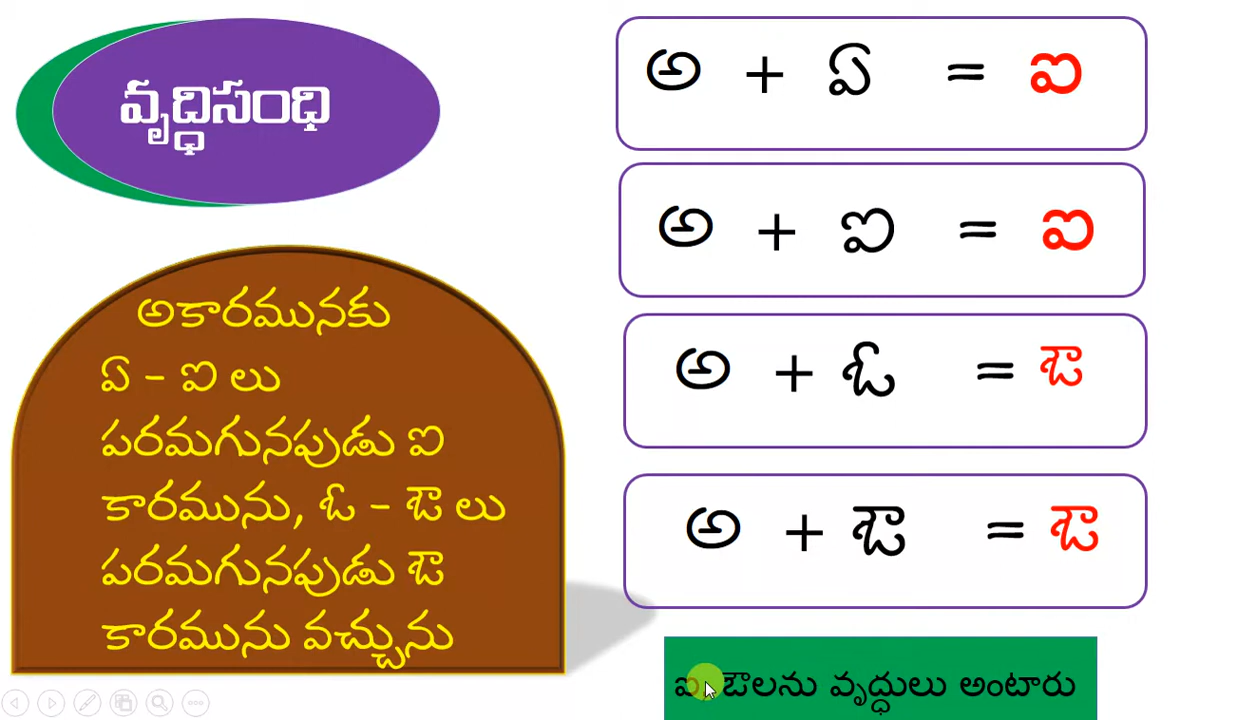 వృద్ధిసంధి
అకారమునకు
ఏ – ఐ లు
పరమగునపుడు ఐ
కారమును, ఓ – ఔ లు
పరమగునపుడు ఔ
కారమును వచ్చును
అ + ఏ = ఐ
అ + ఐ = ఐ
అ + ఓ = ఔ
అ + ఔ = ఔ
ఐ, ఔలను వృద్ధులు అంటారు